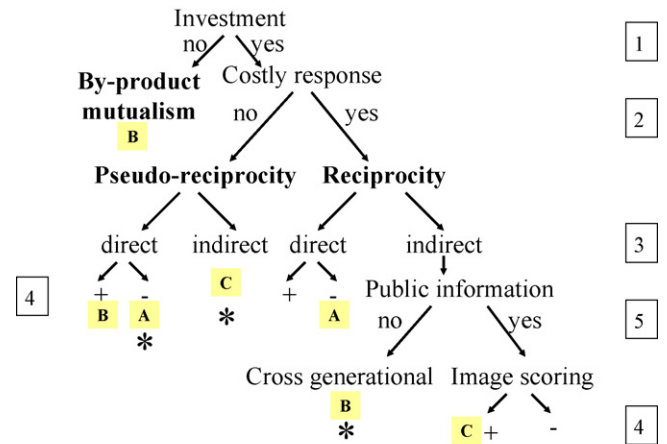 Investment
no yes 1
By-product Costly response
mutualism
B no yes 2
Pseudo-reciprocity Reciprocity
direct indirect direct indirect 3
4 + - C + - Public information
B A * A no yes 5
*
Cross generational Image scoring
B C + - 4
*